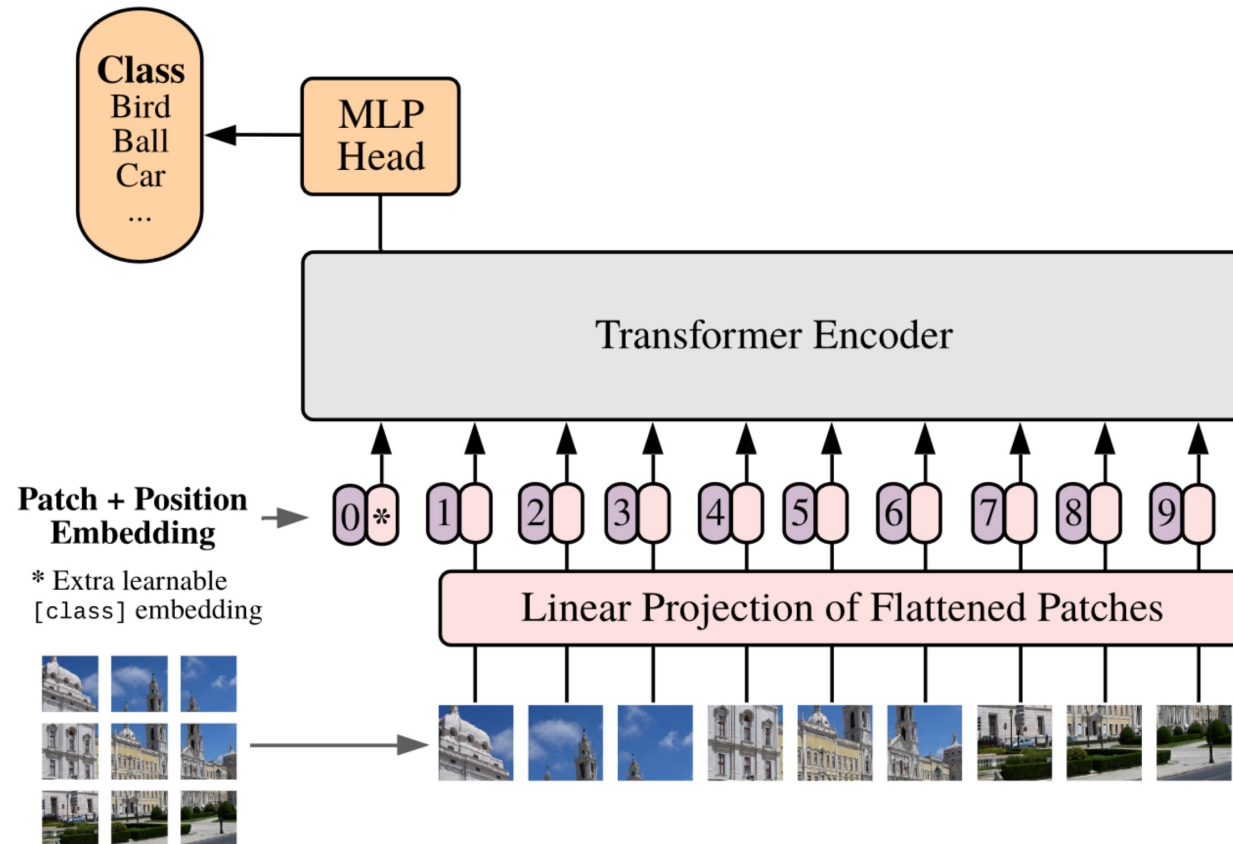 Class
Bird
Ball
Car
...
MLP
Head
Transformer Encoder
Patch + Position
Embedding
* Extra learnable
[class] embedding
0 * 1 2 3 4 5 6 7 8 9
Linear Projection of Flattened Patches